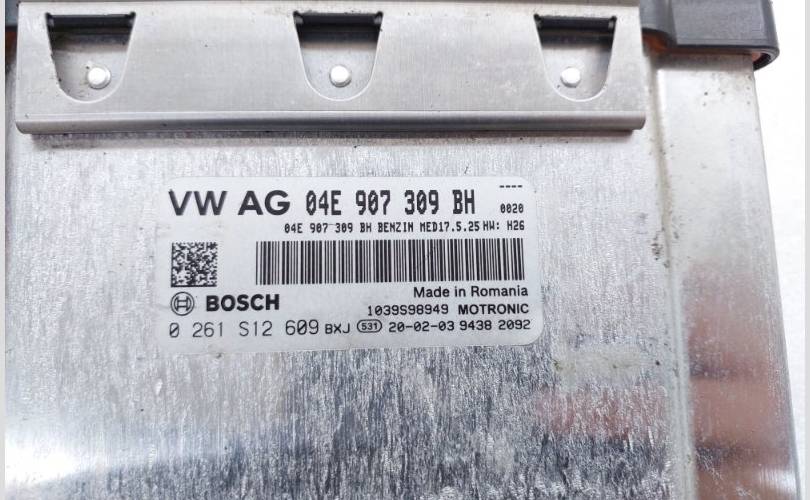 VW AG 04E 907 309 BH
----
0020
04E 907 309 BH BENZIN MED17.5.25 HW: H26
Made in Romania
BOSCH
1039S98949 MOTRONIC
0 261 S12 609 BXJ 531 20-02-03 9438 2092